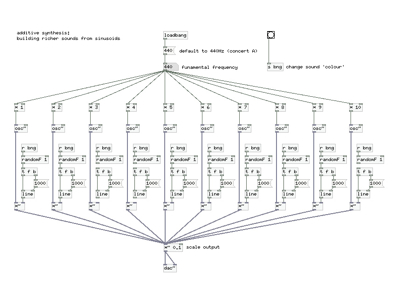 additive synthesis:
building richer sounds from sinusoids
loadbang
440 default to 440Hz (concert A)
440 funamental frequency
s bng change sound 'colour'
* 1 * 2 * 3 * 4 * 5 * 6 * 7 * 8 * 9 * 10
osc~ osc~ osc~ osc~ osc~ osc~ osc~ osc~ osc~ osc~
r bng r bng r bng r bng r bng r bng r bng r bng r bng r bng
randomF 1 randomF 1 randomF 1 randomF 1 randomF 1 randomF 1 randomF 1 randomF 1 randomF 1 randomF 1
t f b t f b t f b t f b t f b t f b t f b t f b t f b t f b
1000 1000 1000 1000 1000 1000 1000 1000 1000 1000
line line line line line line line line line line
*~ *~ *~ *~ *~ *~ *~ *~ *~ *~
*~ 0.1 scale output
dac~